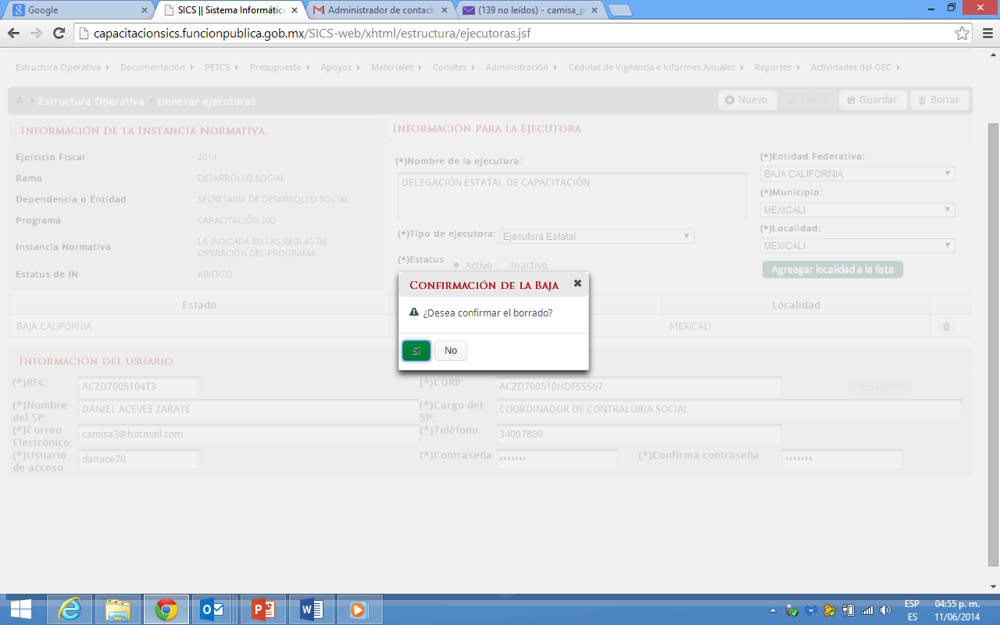 Google
SICS || Sistema Informátic
Administrador de contact
(139 no leídos) - camisa_p
capacitacionsics.funcionpublica.gob.mx/SICS-web/xhtml/estructura/ejecutoras.jsf
Estructura Operativa Documentación PETCS Presupuesto Apoyos Materiales Comites Administración Cédulas de Vigilancia e Informes Anuales Reportes Actividades del OEC
Estructura Operativa Generar ejecutoras
Nuevo Editar Guardar Borrar
Información de la Instancia Normativa
Ejercicio Fiscal 2014
Ramo DESARROLLO SOCIAL
Dependencia o Entidad SECRETARÍA DE DESARROLLO SOCIAL
Programa CAPACITACIÓN 200
Instancia Normativa LA INDICADA EN LAS REGLAS DE
OPERACIÓN DEL PROGRAMA
Estatus de IN ABIERTO
Información para la Ejecutora
(*)Nombre de la ejecutora:
DELEGACIÓN ESTATAL DE CAPACITACIÓN
(*)Tipo de ejecutora: Ejecutora Estatal
(*)Estatus Activo Inactivo
(*)Entidad Federativa:
BAJA CALIFORNIA
(*)Municipio:
MEXICALI
(*)Localidad:
MEXICALI
Agreagar localidad a la lista
Estado Localidad
BAJA CALIFORNIA MEXICALI
Confirmación de la Baja
¿Desea confirmar el borrado?
Sí No
Información del usuario
(*)RFC: ACZD7005104T3 (*)CURP: ACZD700510HDFSSS67 Buscar SP
(*)Nombre
del SP: DANIEL ACEVES ZARATE
(*)Cargo del
SP: COORDINADOR DE CONTRALORIA SOCIAL
(*)Correo
Electrónico: camisa3@hotmail.com
(*)Teléfono: 34007800
(*)Usuario
de acceso danace70
(*)Contraseña ••••••• (*)Confirma contraseña •••••••
ESP
ES
04:55 p. m.
11/06/2014